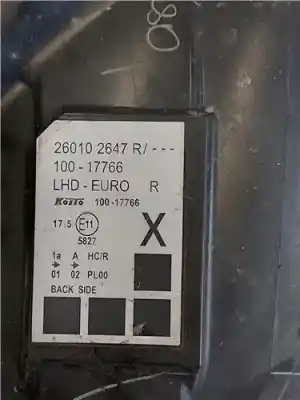 80
26010 2647 R/ ---
100 - 17766
LHD - EURO R
KOITO 100-17766
17:5 E11 X
5827
1a A HC/R
01 02 PL00
BACK SIDE